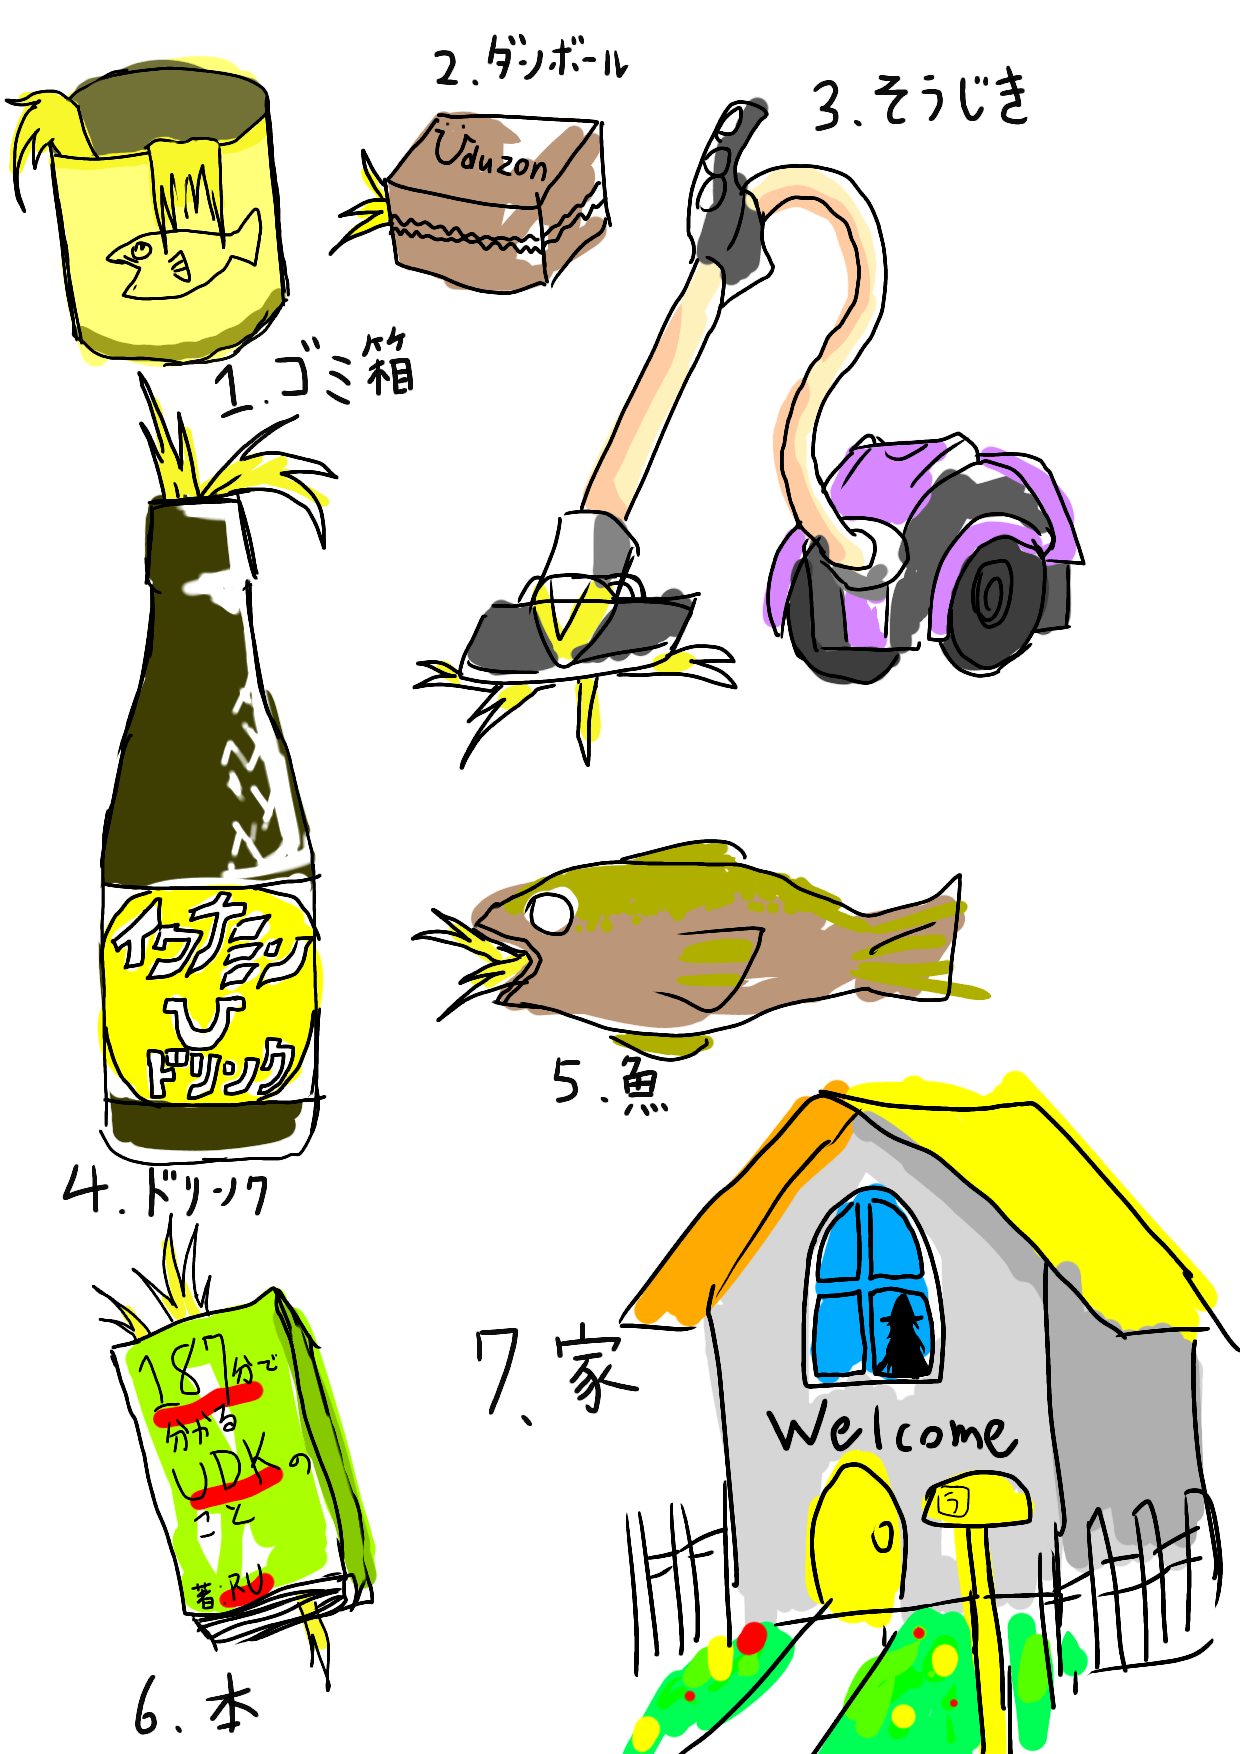 2.ダンボール
Üduzon
3.そうじき
1.ゴミ箱
イウナミン
U
ドリンク
4.ドリンク
5.魚
187分で
分かる
UDKの
こと
著:RU
6.本
7.家
Welcome
う